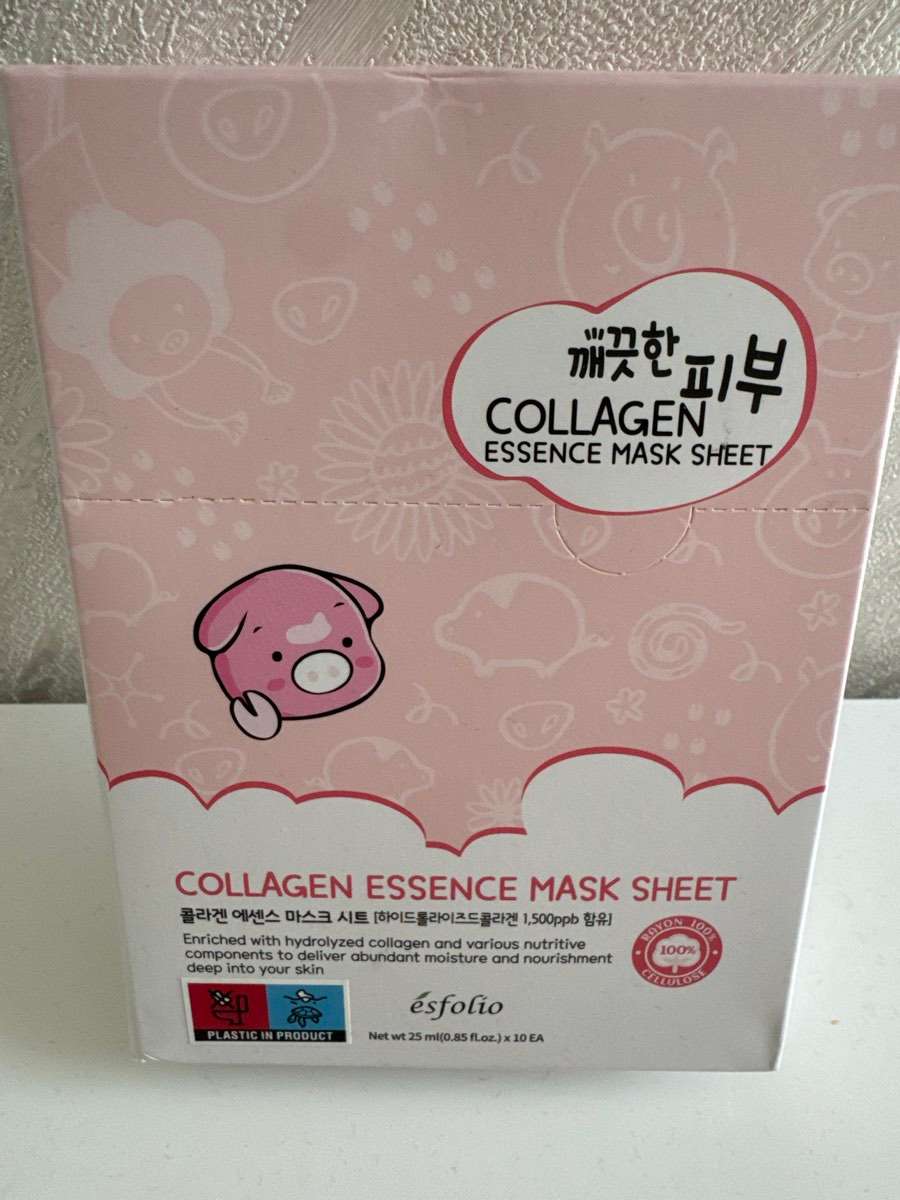 깨끗한 피부
COLLAGEN
ESSENCE MASK SHEET
COLLAGEN ESSENCE MASK SHEET
콜라겐 에센스 마스크 시트 [하이드롤라이즈드콜라겐 1,500ppb 함유]
Enriched with hydrolyzed collagen and various nutritive
components to deliver abundant moisture and nourishment
deep into your skin
RAYON 100%
100%
CELLULOSE
PLASTIC IN PRODUCT
ésfolio
Net wt 25 ml(0.85 fl.oz.) x 10 EA